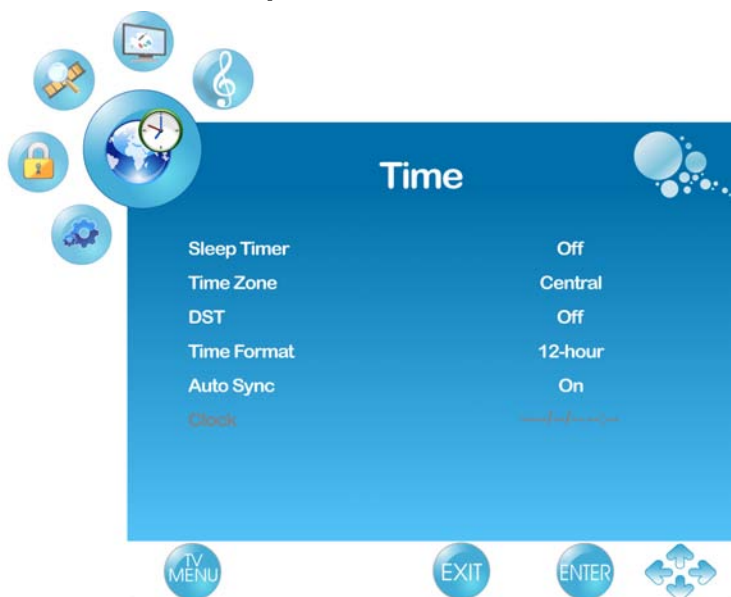 Time
Sleep Timer Off
Time Zone Central
DST Off
Time Format 12-hour
Auto Sync On
Clock
TV
MENU
EXIT
ENTER